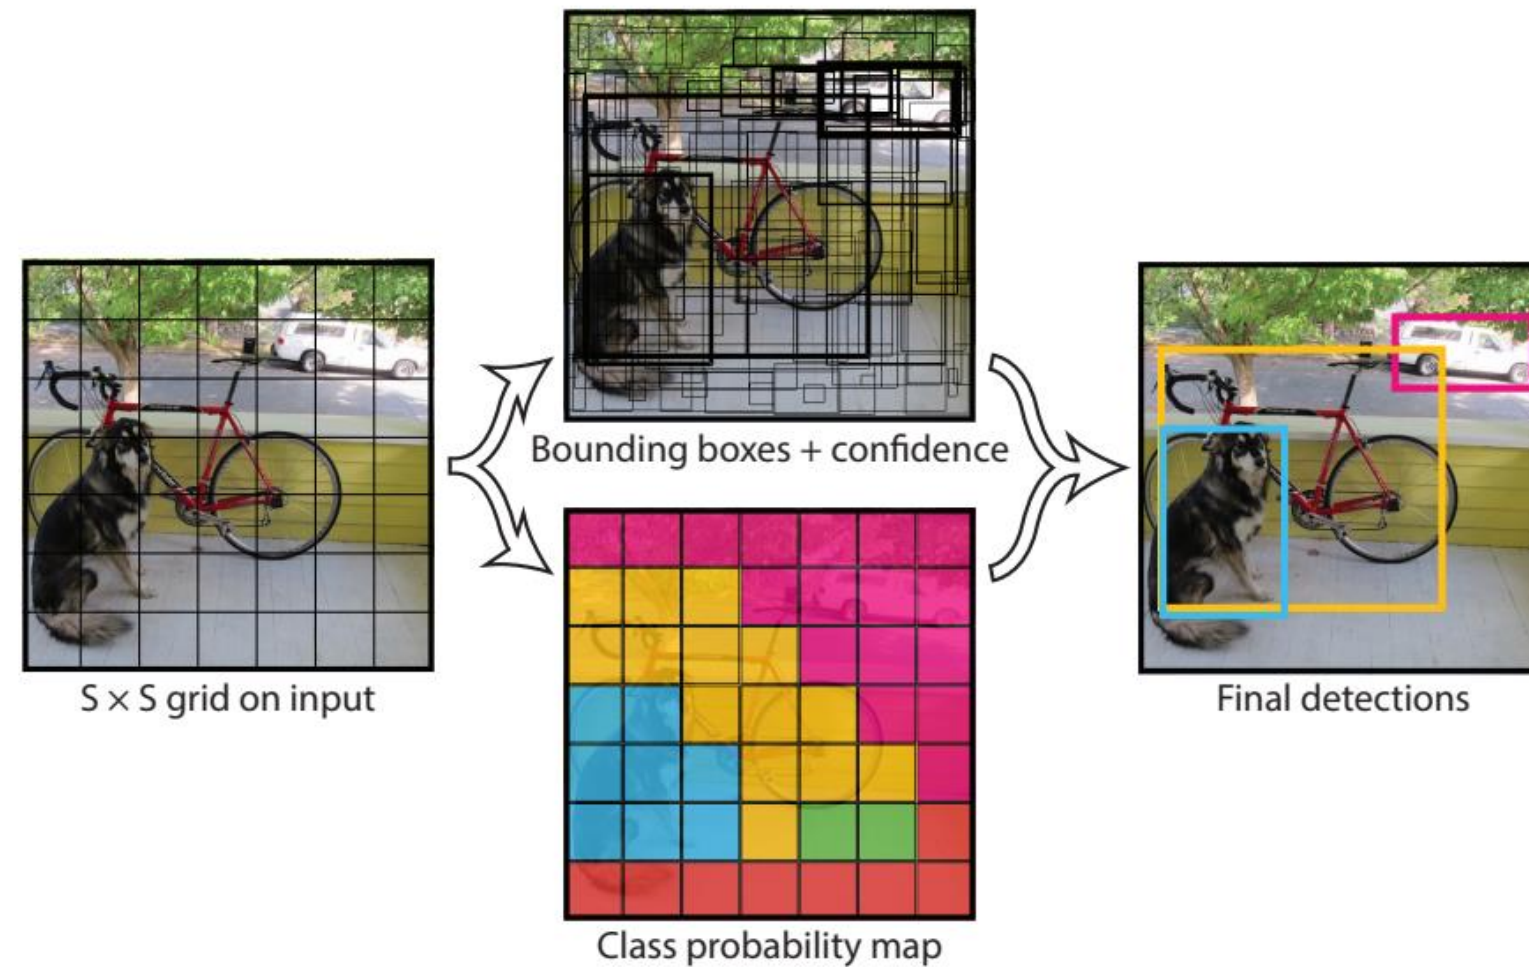 Bounding boxes + confidence
S × S grid on input
Final detections
Class probability map